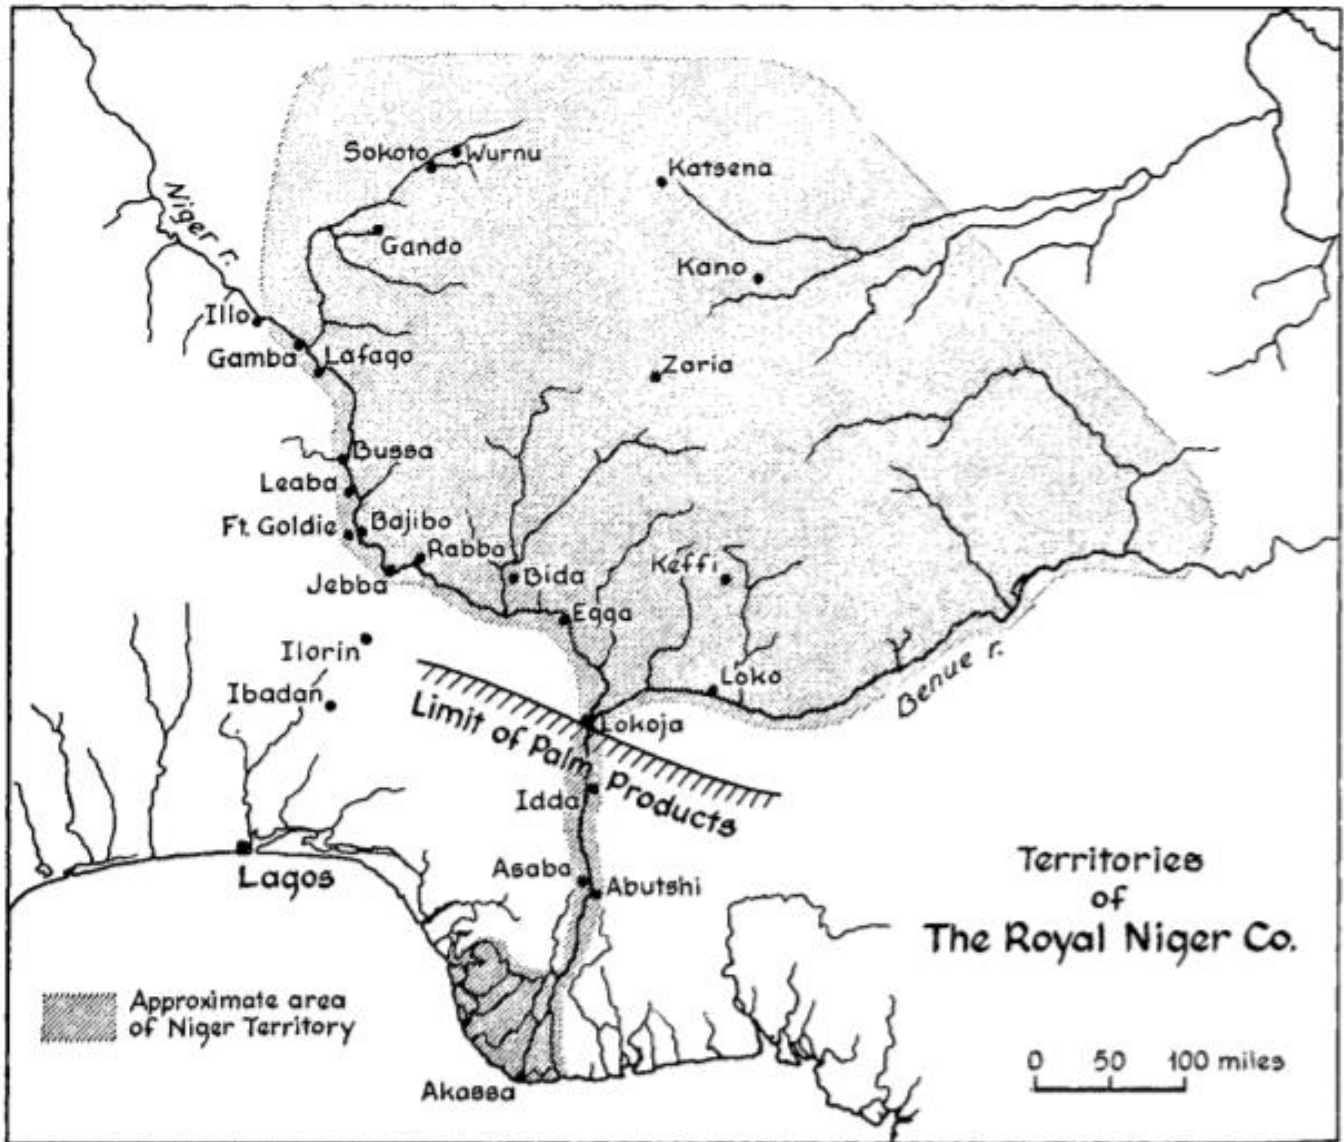 Sokoto
Wurnu
Katsena
Niger r.
Gando
Kano
Illo
Gamba
Lafago
Zaria
Bussa
Leaba
Ft. Goldie
Bajibo
Rabba
Jebba
Bida
Keffi
Egga
Ilorin
Ibadan
Loko
Benue r.
Lokoja
Limit of Palm Products
Idda
Asaba
Abutshi
Lagos
Territories
of
The Royal Niger Co.
Approximate area
of Niger Territory
0 50 100 miles
Akassa